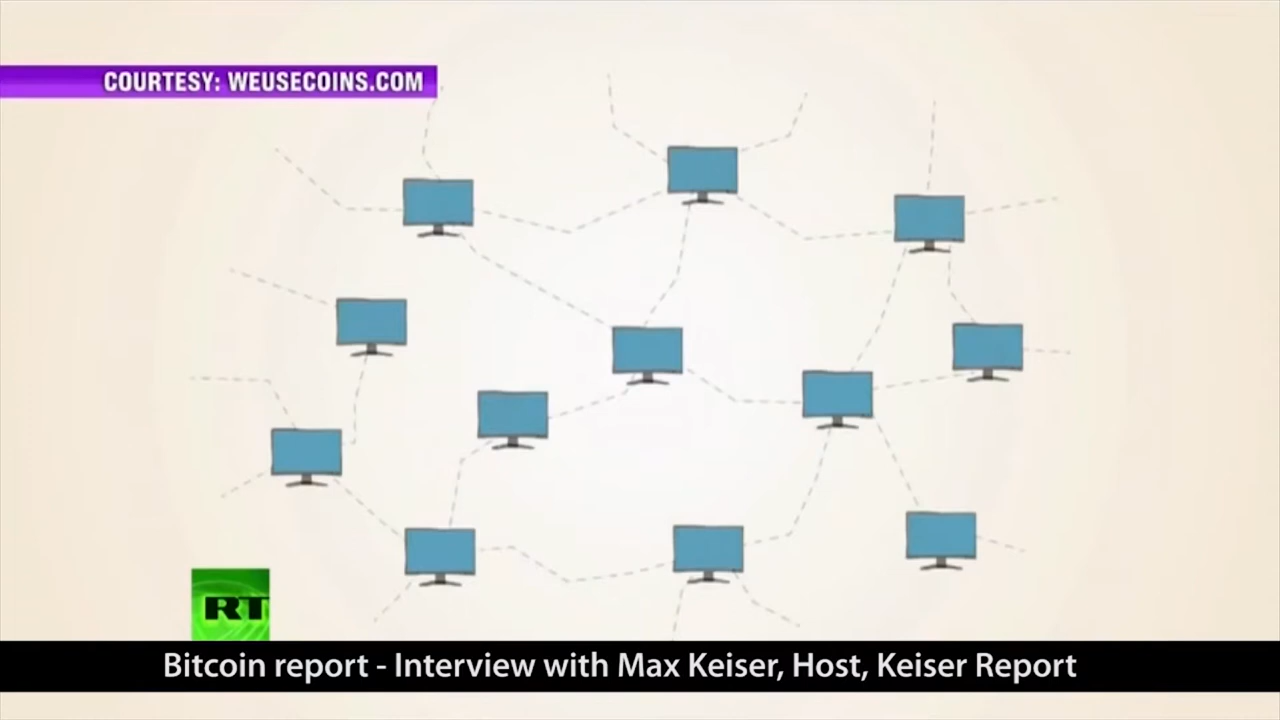 COURTESY: WEUSECOINS.COM
RT
Bitcoin report - Interview with Max Keiser, Host, Keiser Report